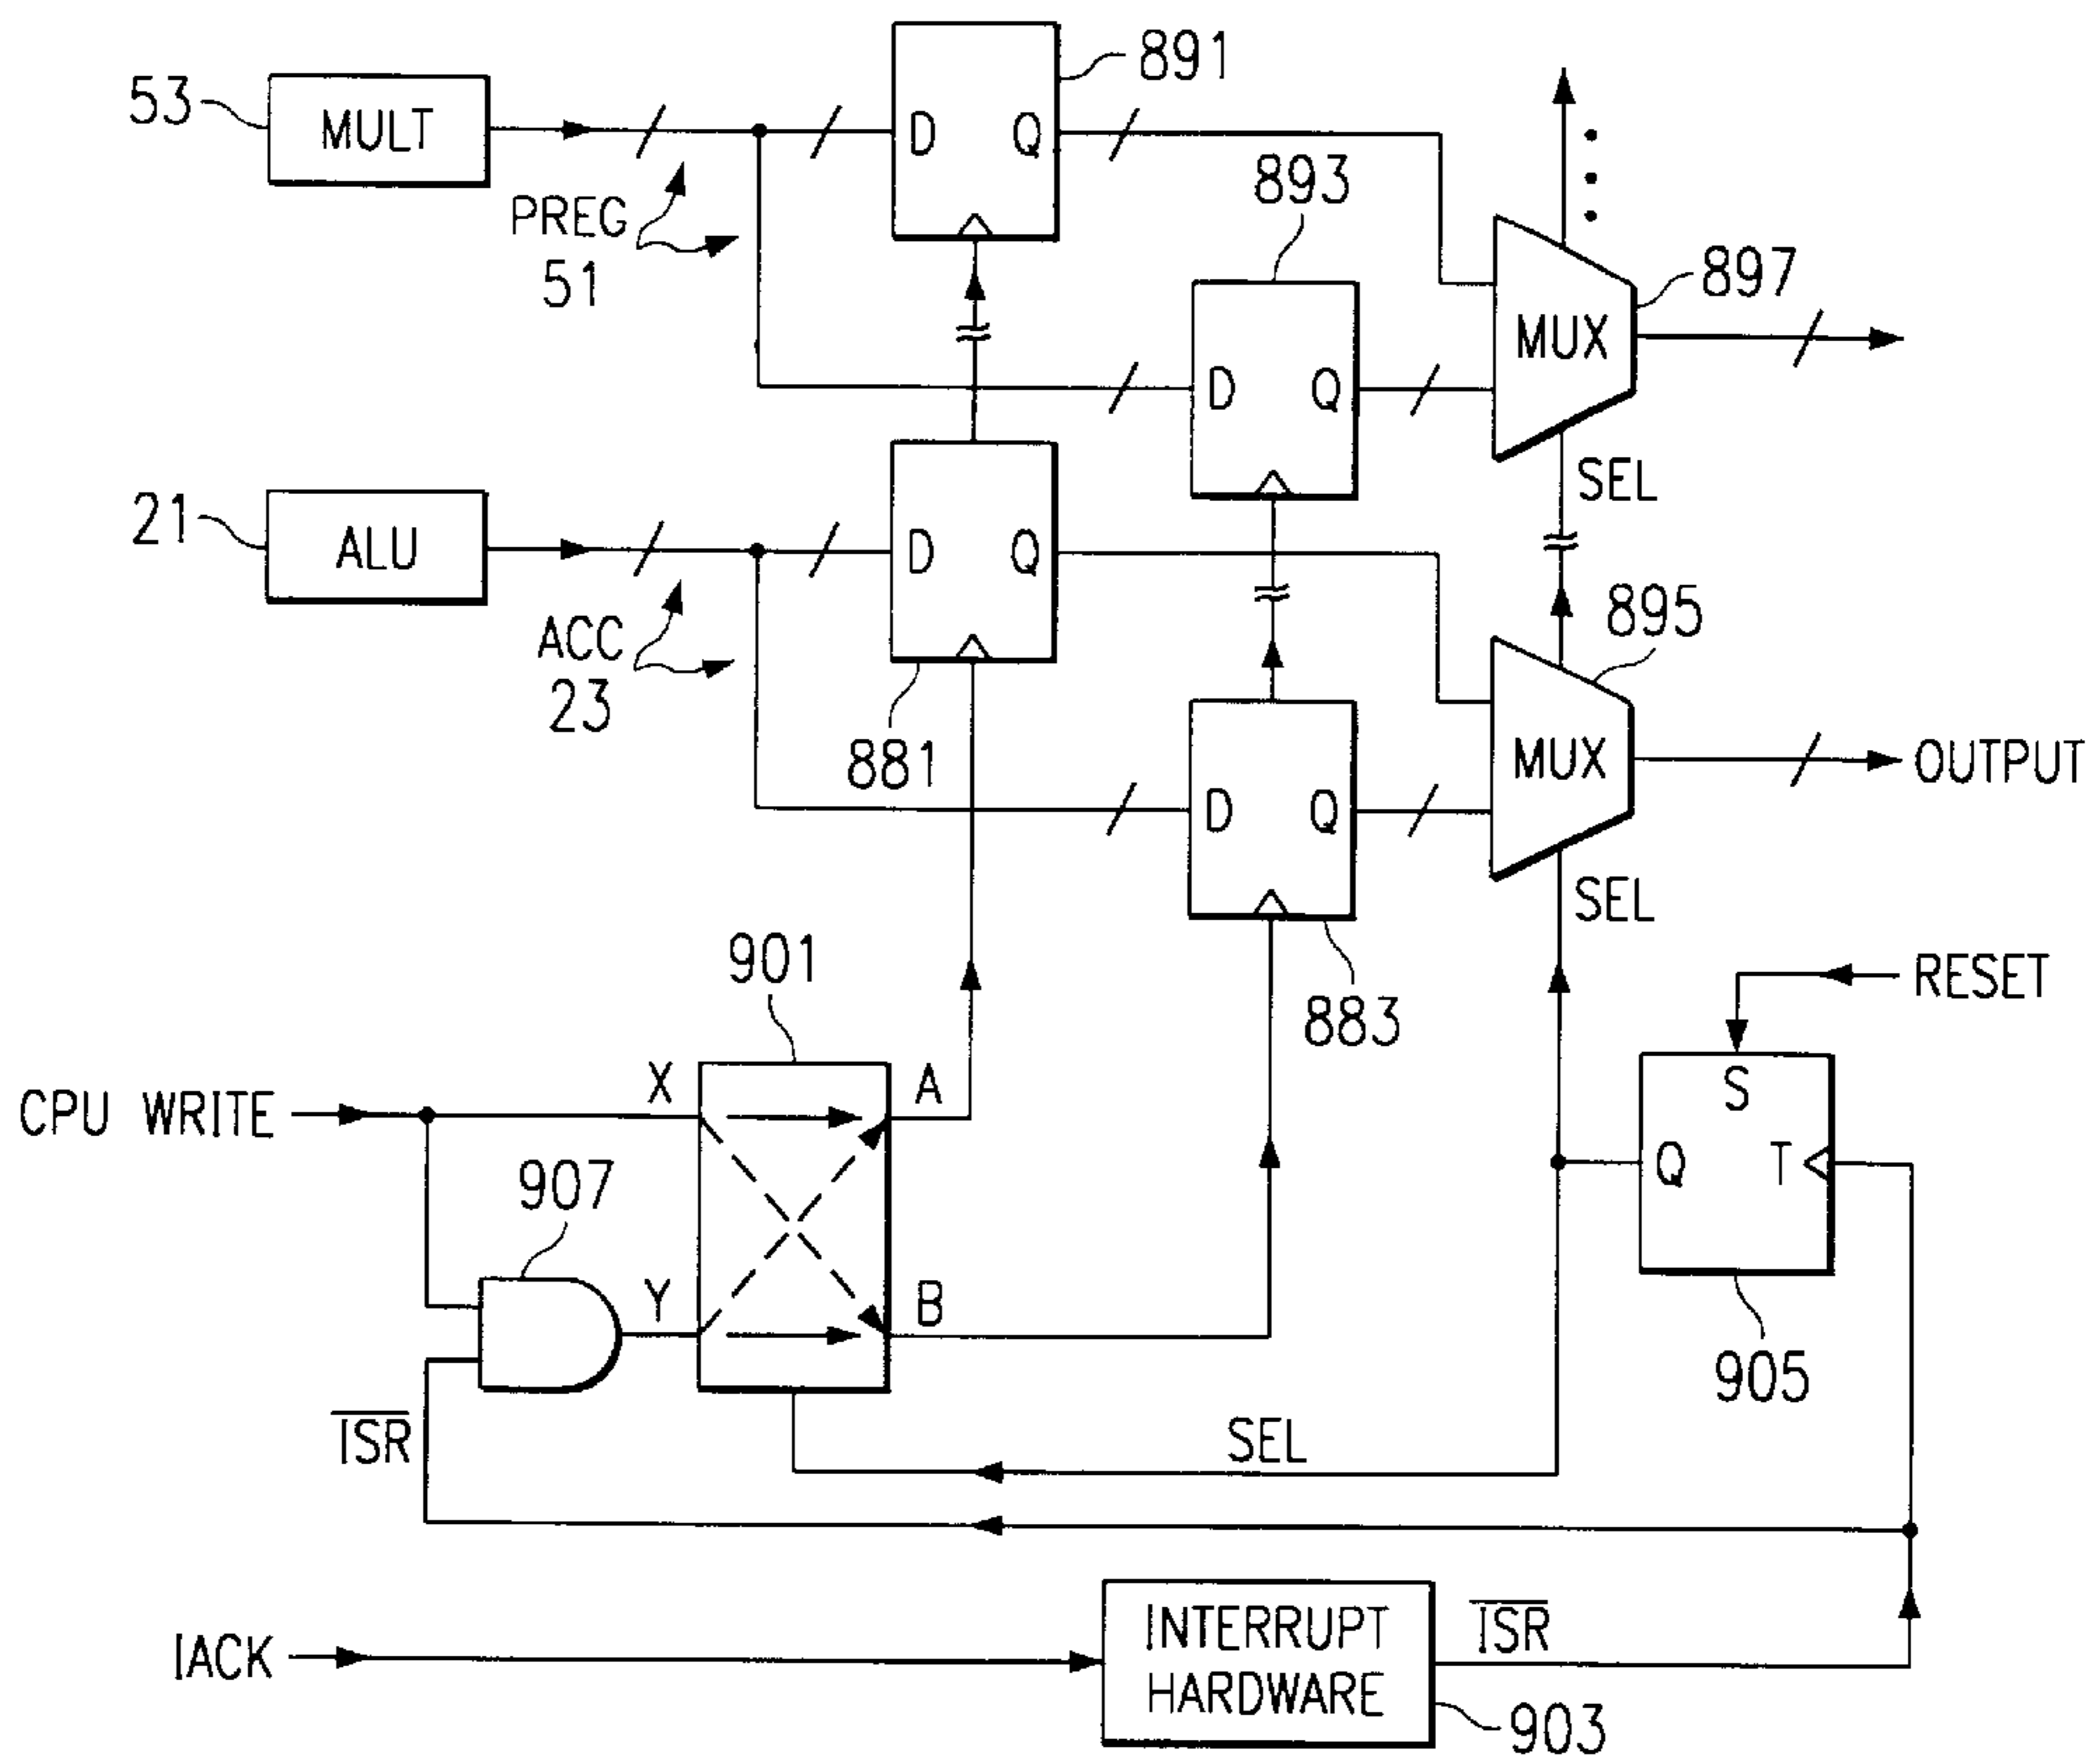 891
53
MULT
D
Q
893
PREG
51
897
MUX
D
Q
SEL
21
ALU
D
Q
895
ACC
23
881
MUX
OUTPUT
D
Q
SEL
901
RESET
883
X
A
S
CPU WRITE
907
Q
T
Y
B
905
ISR
SEL
INTERRUPT
HARDWARE
ISR
IACK
903